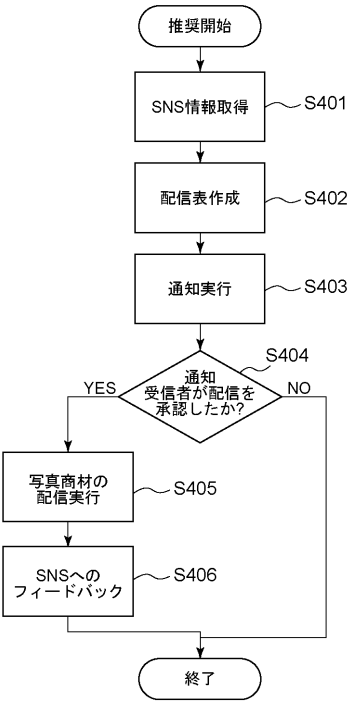 推奨開始
SNS情報取得
S401
配信表作成
S402
通知実行
S403
S404
通知
受信者が配信を
承認したか?
YES
NO
写真商材の
配信実行
S405
SNSへの
フィードバック
S406
終了